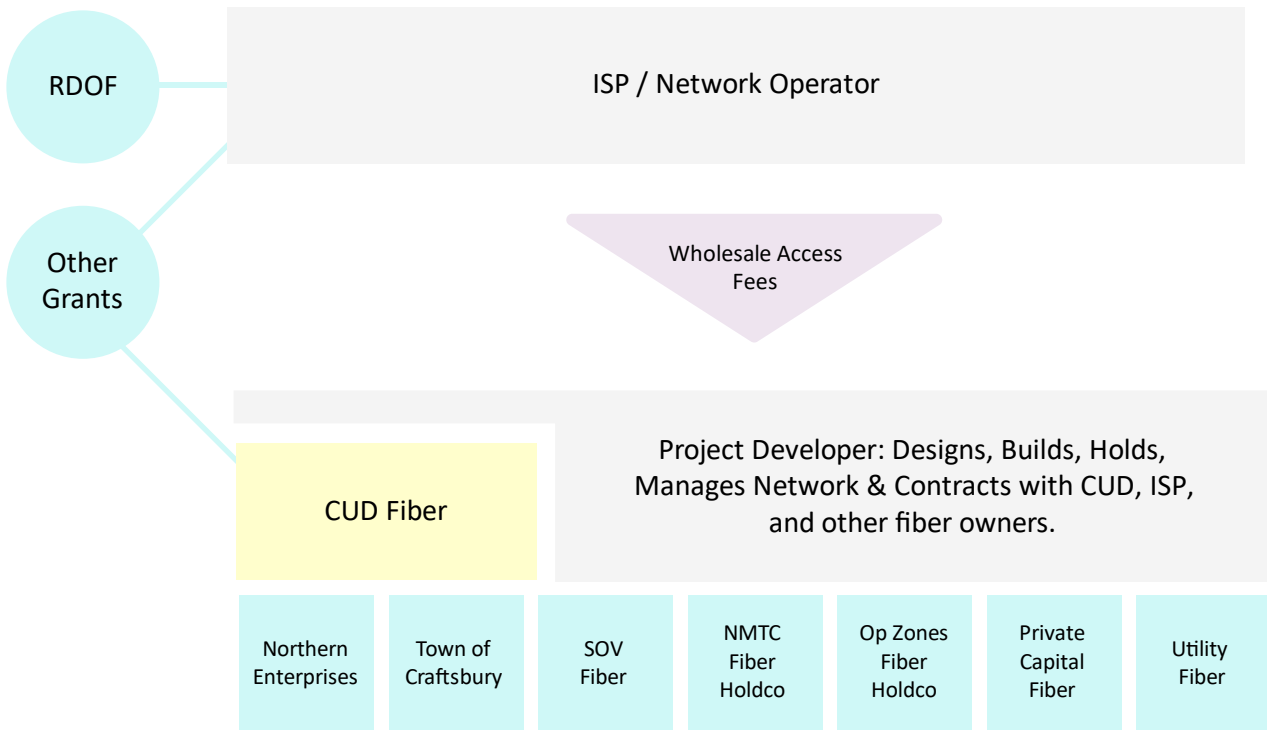 RDOF
ISP / Network Operator
Other
Grants
Wholesale Access
Fees
Project Developer: Designs, Builds, Holds,
Manages Network & Contracts with CUD, ISP,
and other fiber owners.
CUD Fiber
Northern
Enterprises
Town of
Craftsbury
SOV
Fiber
NMTC
Fiber
Holdco
Op Zones
Fiber
Holdco
Private
Capital
Fiber
Utility
Fiber